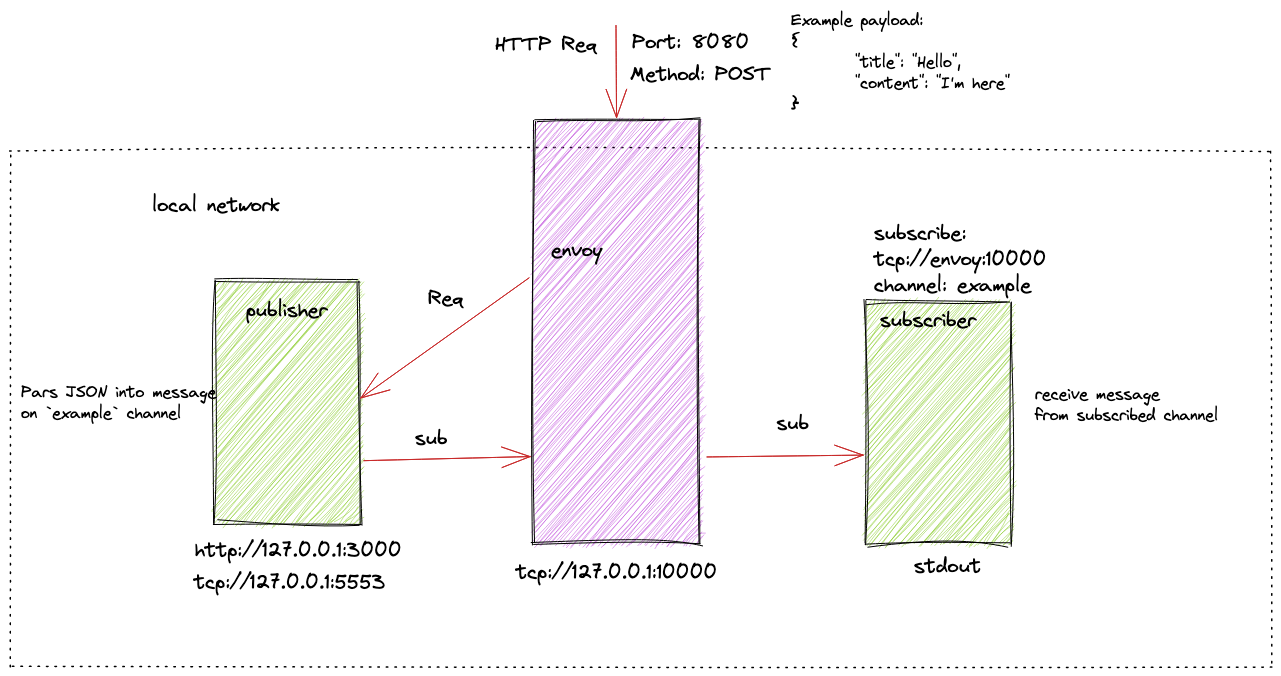 HTTP Req
Port: 8080
Method: POST
Example payload:
{
"title": "Hello",
"content": "I'm here"
}
local network
envoy
subscribe:
tcp://envoy:10000
channel: example
publisher
Req
subscriber
Pars JSON into message
on `example` channel
receive message
from subscribed channel
sub
sub
http://127.0.0.1:3000
tcp://127.0.0.1:5553
tcp://127.0.0.1:10000
stdout